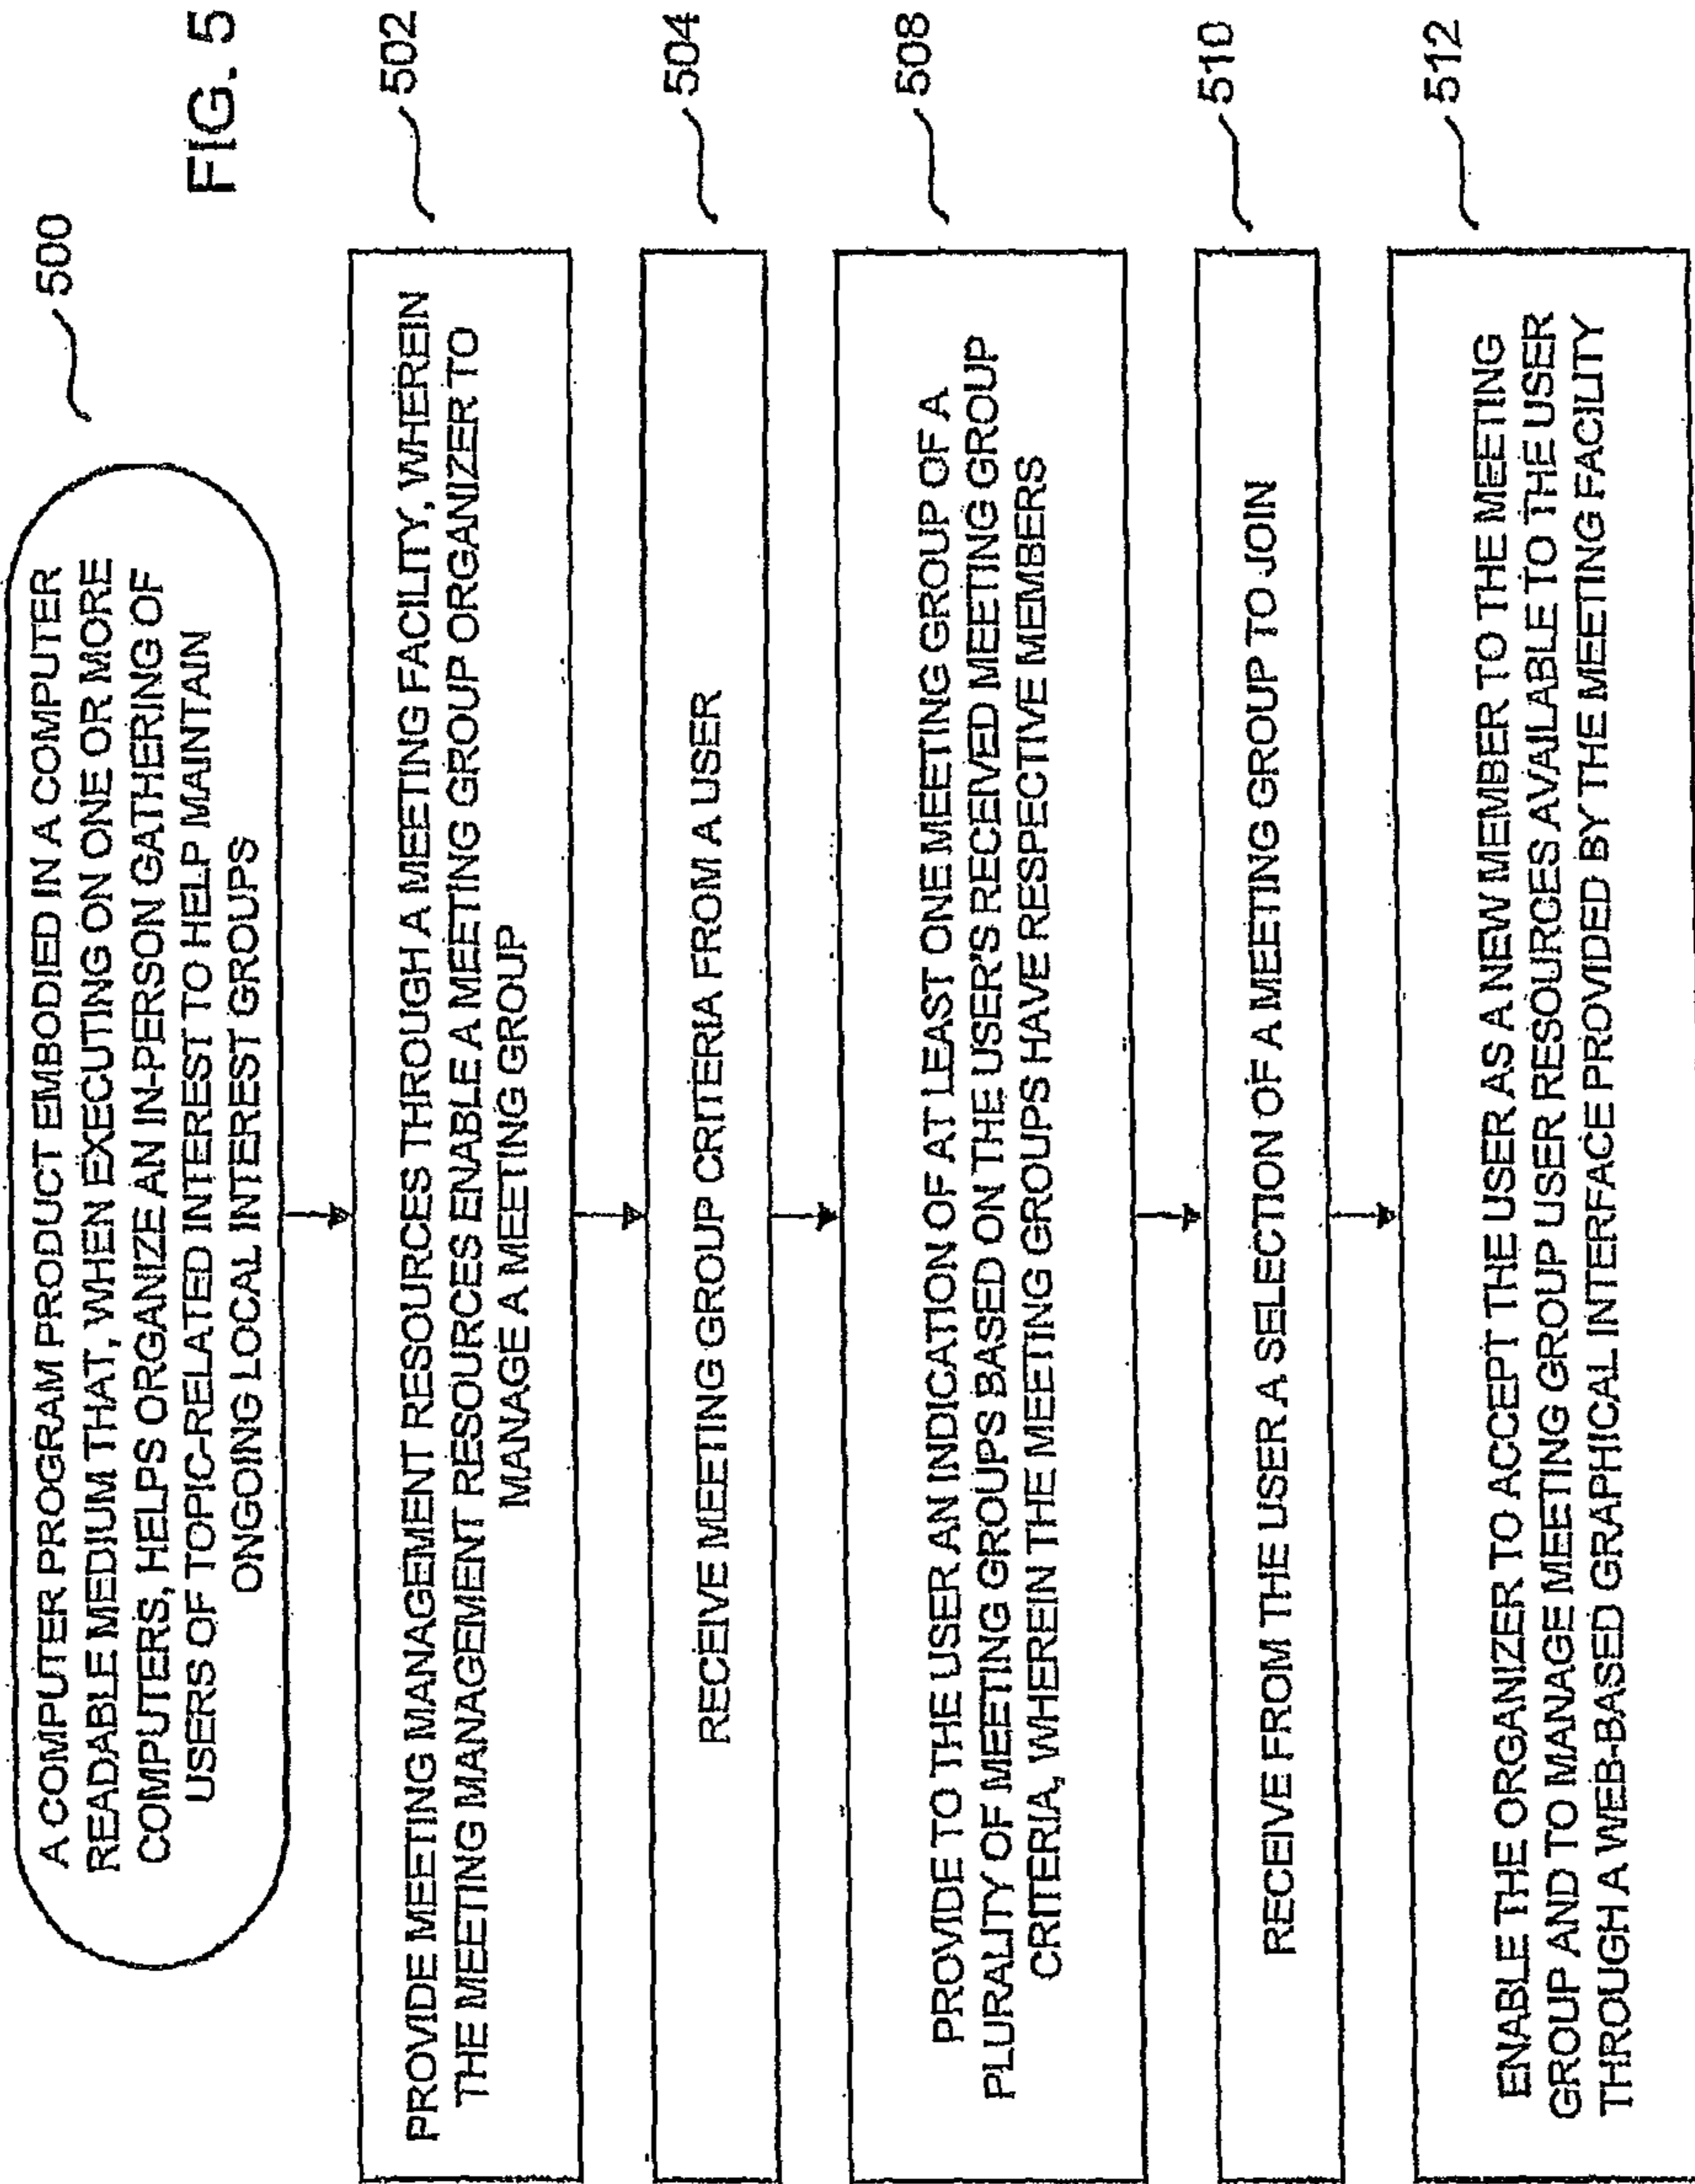 FIG. 5
500
A COMPUTER PROGRAM PRODUCT EMBODIED IN A COMPUTER
READABLE MEDIUM THAT, WHEN EXECUTING ON ONE OR MORE
COMPUTERS, HELPS ORGANIZE AN IN-PERSON GATHERING OF
USERS OF TOPIC-RELATED INTEREST TO HELP MAINTAIN
ONGOING LOCAL INTEREST GROUPS
502
PROVIDE MEETING MANAGEMENT RESOURCES THROUGH A MEETING FACILITY, WHEREIN
THE MEETING MANAGEMENT RESOURCES ENABLE A MEETING GROUP ORGANIZER TO
MANAGE A MEETING GROUP
504
RECEIVE MEETING GROUP CRITERIA FROM A USER
508
PROVIDE TO THE USER AN INDICATION OF AT LEAST ONE MEETING GROUP OF A
PLURALITY OF MEETING GROUPS BASED ON THE USER'S RECEIVED MEETING GROUP
CRITERIA, WHEREIN THE MEETING GROUPS HAVE RESPECTIVE MEMBERS
510
RECEIVE FROM THE USER A SELECTION OF A MEETING GROUP TO JOIN
512
ENABLE THE ORGANIZER TO ACCEPT THE USER AS A NEW MEMBER TO THE MEETING
GROUP AND TO MANAGE MEETING GROUP USER RESOURCES AVAILABLE TO THE USER
THROUGH A WEB-BASED GRAPHICAL INTERFACE PROVIDED BY THE MEETING FACILITY